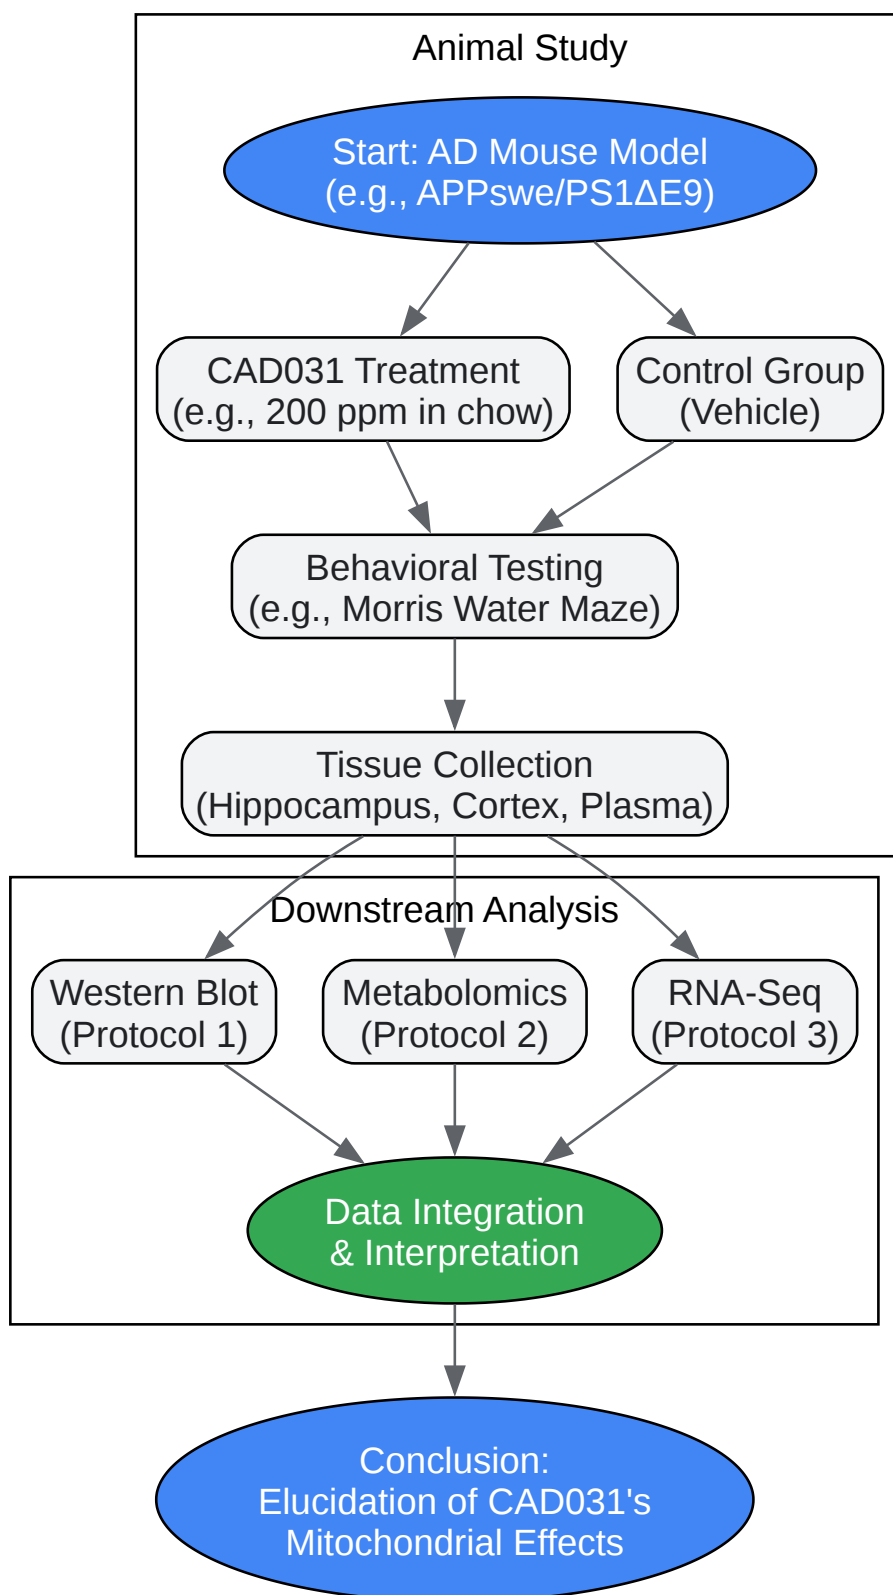 Animal Study
Start: AD Mouse Model
(e.g., APPswe/PS1ΔE9)
CAD031 Treatment
(e.g., 200 ppm in chow)
Control Group
(Vehicle)
Behavioral Testing
(e.g., Morris Water Maze)
Tissue Collection
(Hippocampus, Cortex, Plasma)
Downstream Analysis
Western Blot
(Protocol 1)
Metabolomics
(Protocol 2)
RNA-Seq
(Protocol 3)
Data Integration
& Interpretation
Conclusion:
Elucidation of CAD031's
Mitochondrial Effects